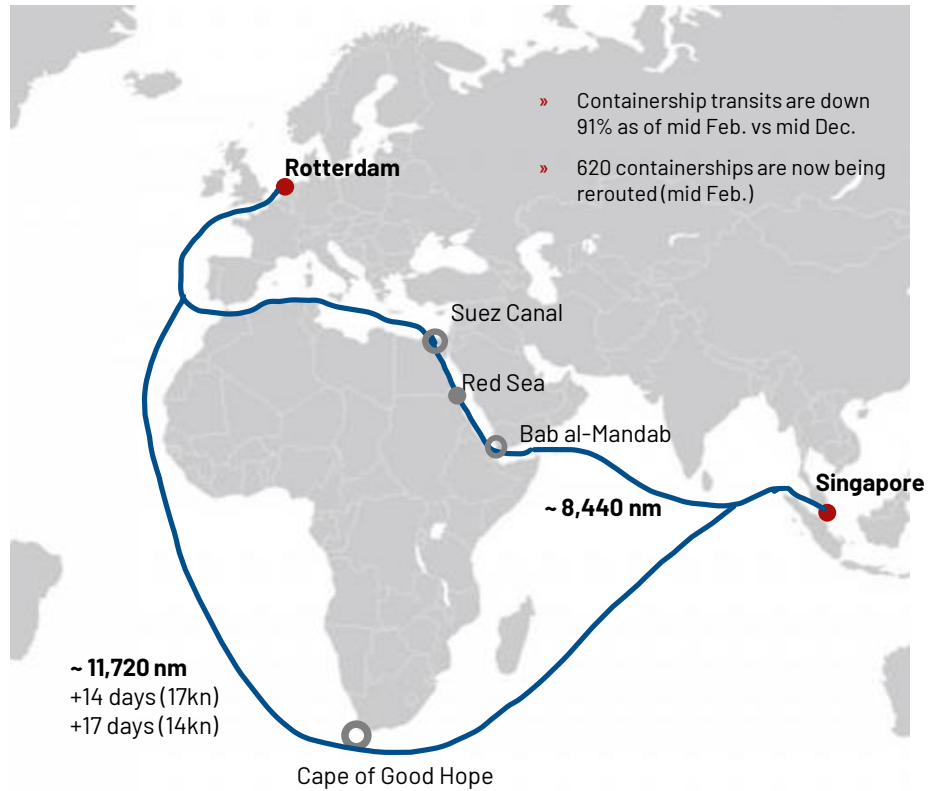 » Containership transits are down
91% as of mid Feb. vs mid Dec.
» 620 containerships are now being
rerouted (mid Feb.)
Rotterdam
Suez Canal
Red Sea
Bab al-Mandab
Singapore
~ 8,440 nm
~ 11,720 nm
+14 days (17kn)
+17 days (14kn)
Cape of Good Hope